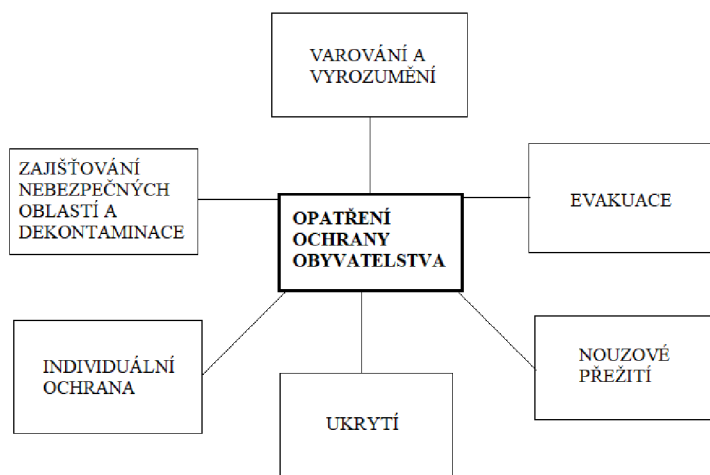 VAROVÁNÍ A
VYROZUMĚNÍ
ZAJIŠŤOVÁNÍ
NEBEZPEČNÝCH
OBLASTÍ A
DEKONTAMINACE
EVAKUACE
OPATŘENÍ
OCHRANY
OBYVATELSTVA
INDIVIDUÁLNÍ
OCHRANA
UKRYTÍ
NOUZOVÉ
PŘEŽITÍ